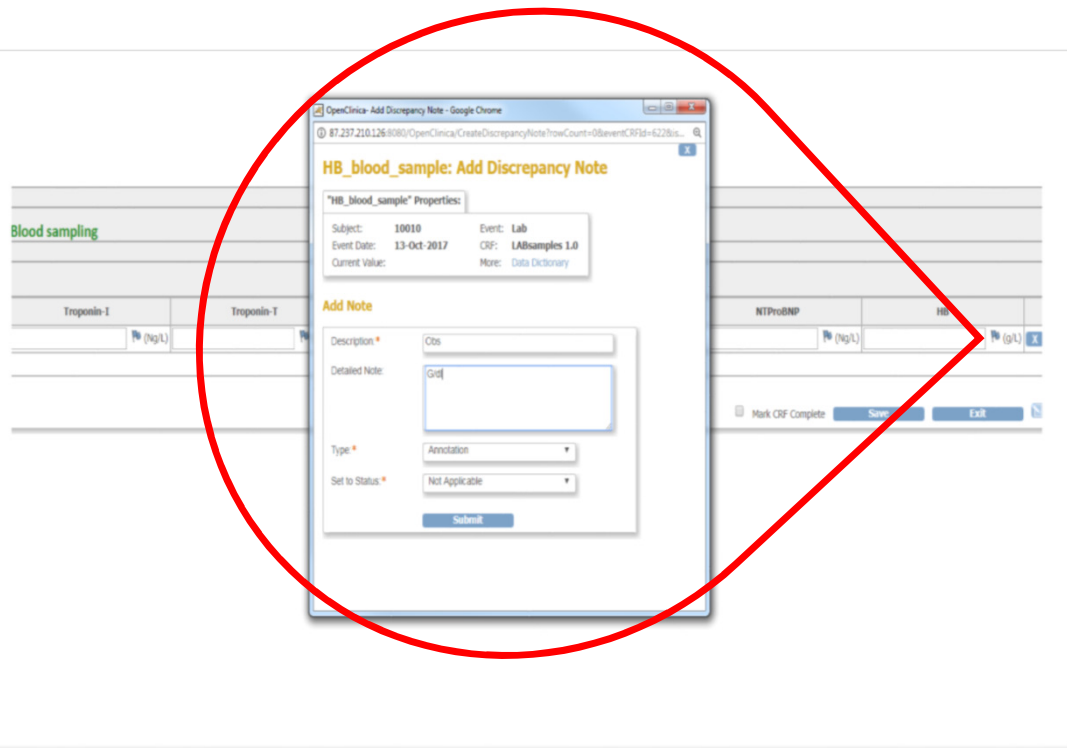 OpenClinica- Add Discrepancy Note - Google Chrome
87.237.210.126:8080/OpenClinica/CreateDiscrepancyNote?rowCount=0&eventCRFId=622&is...
X
HB_blood_sample: Add Discrepancy Note
"HB_blood_sample" Properties:
Subject: 10010 Event: Lab
Event Date: 13-Oct-2017 CRF: LABsamples 1.0
Current Value: More: Data Dictionary
Add Note
Description:* Obs
Detailed Note: G/dl
Type:* Annotation
Set to Status:* Not Applicable
Submit
Blood sampling
Troponin-I Troponin-T NTProBNP HB
(Ng/L) (Ng/L) (g/L) X
Mark CRF Complete Save Exit